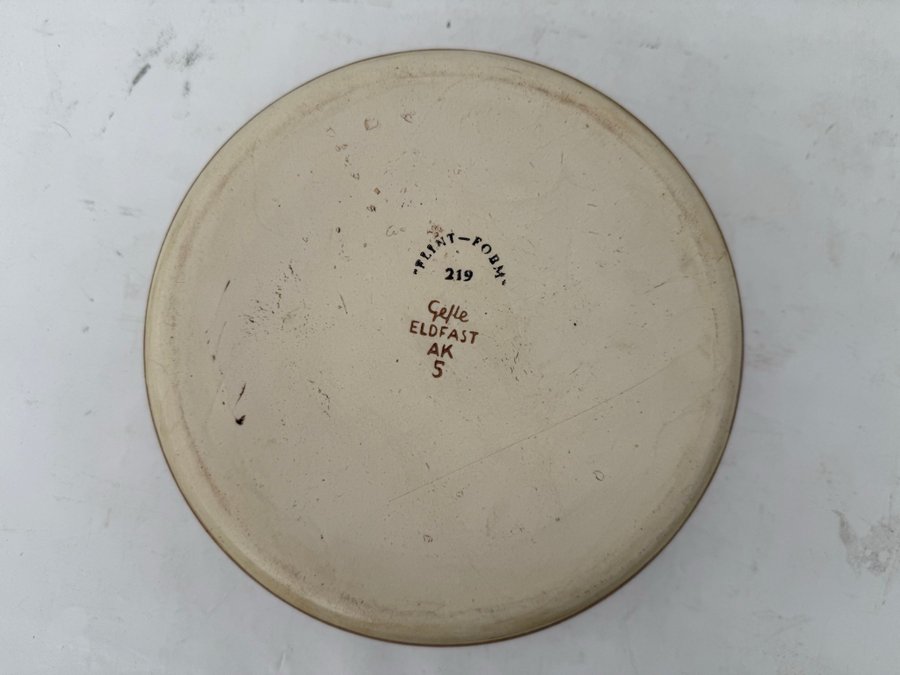 "FLINT-FORM"
219
Gefle
ELDFAST
AK
5